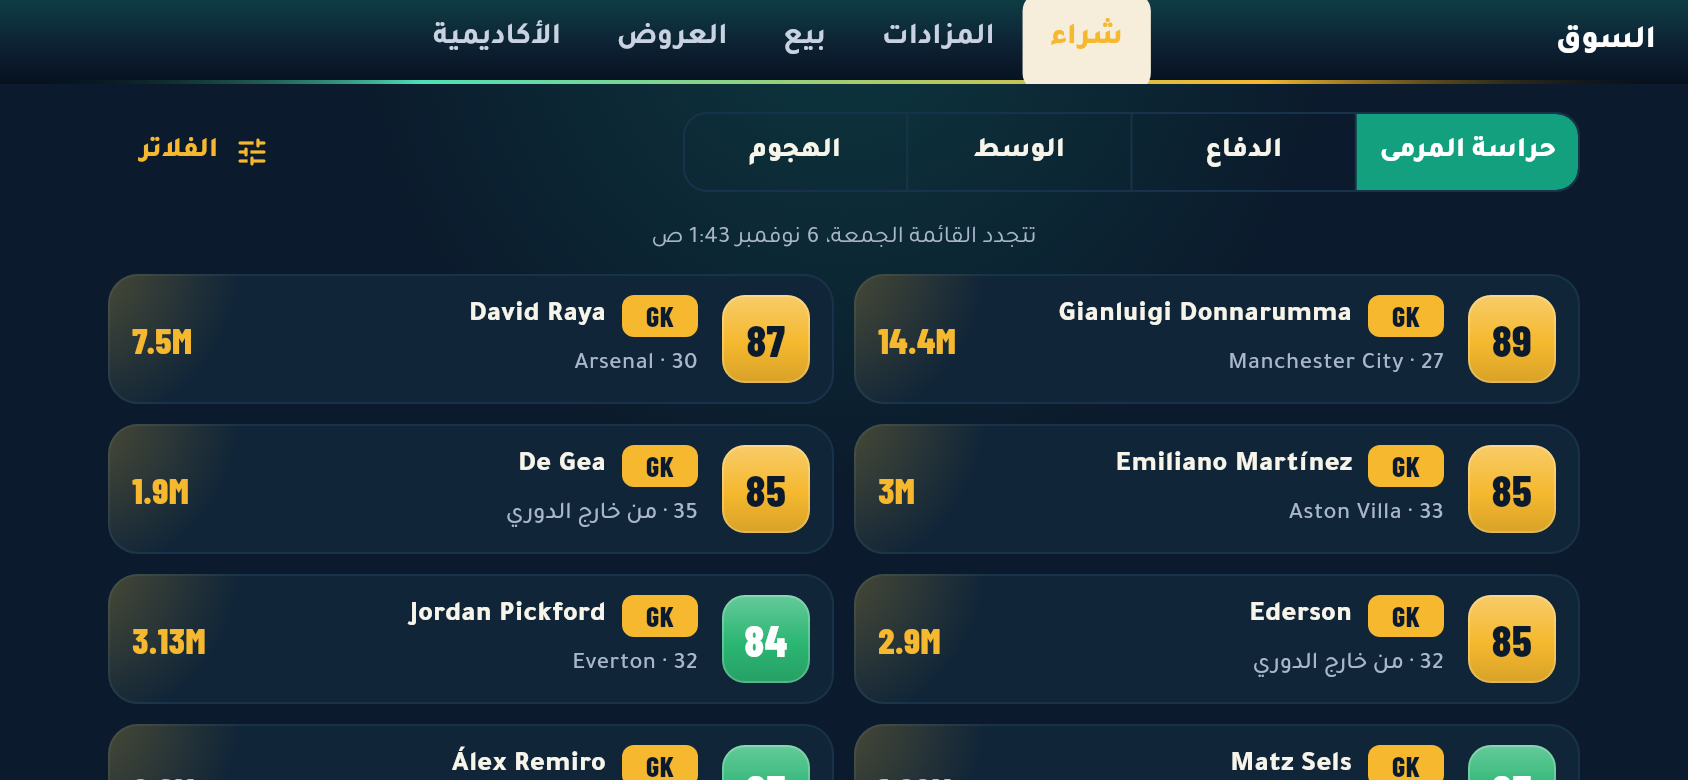 السوق
شراء
المزادات
بيع
العروض
الأكاديمية
حراسة المرمى
الدفاع
الوسط
الهجوم
الفلاتر
تتجدد القائمة الجمعة، 6 نوفمبر 1:43 ص
89
GK
Gianluigi Donnarumma
Manchester City · 27
14.4M
87
GK
David Raya
Arsenal · 30
7.5M
85
GK
Emiliano Martínez
Aston Villa · 33
3M
85
GK
De Gea
35 · من خارج الدوري
1.9M
85
GK
Ederson
32 · من خارج الدوري
2.9M
84
GK
Jordan Pickford
Everton · 32
3.13M
GK
Matz Sels
GK
Álex Remiro